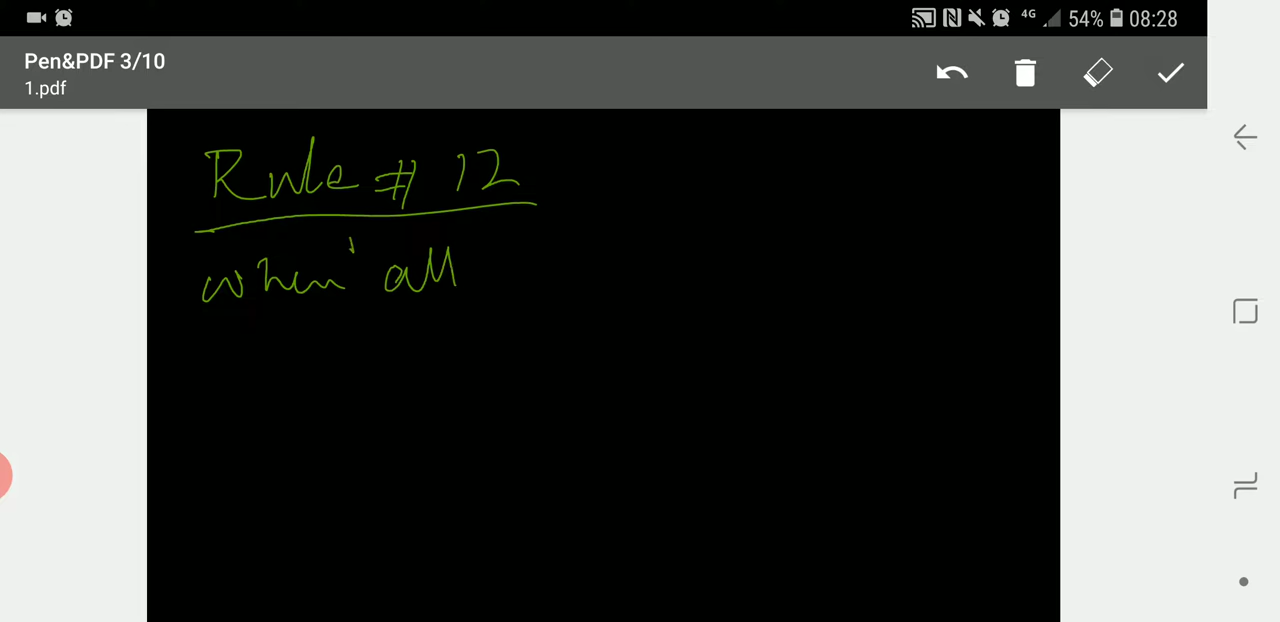 4G 54% 08:28
Pen&PDF 3/10
1.pdf
Rule # 12
when all